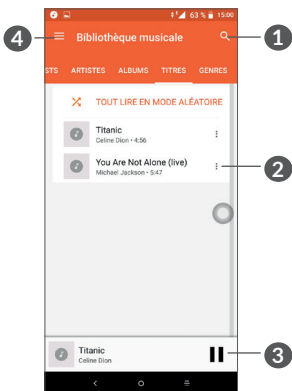 63 % 15:00
4
Bibliothèque musicale
1
STS ARTISTES ALBUMS TITRES GENRES
TOUT LIRE EN MODE ALÉATOIRE
Titanic
Celine Dion • 4:56
You Are Not Alone (live)
2
Michael Jackson • 5:47
Titanic
3
Celine Dion